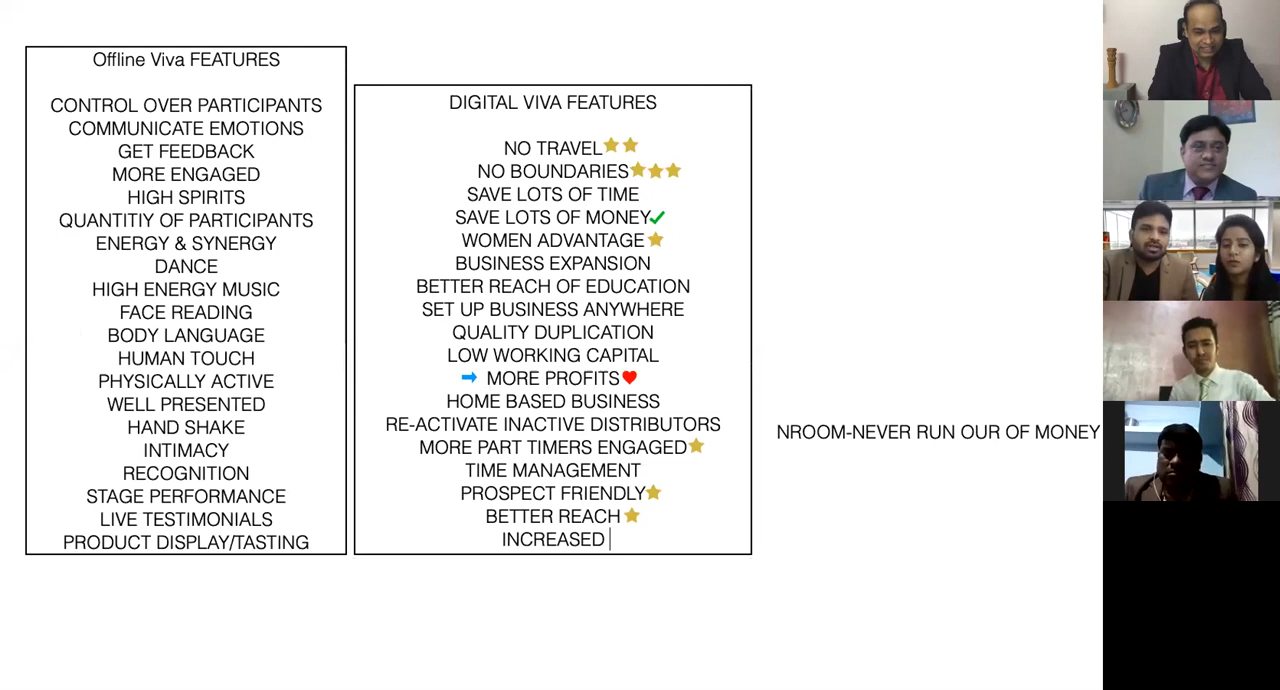 Offline Viva FEATURES
CONTROL OVER PARTICIPANTS
COMMUNICATE EMOTIONS
GET FEEDBACK
MORE ENGAGED
HIGH SPIRITS
QUANTITIY OF PARTICIPANTS
ENERGY & SYNERGY
DANCE
HIGH ENERGY MUSIC
FACE READING
BODY LANGUAGE
HUMAN TOUCH
PHYSICALLY ACTIVE
WELL PRESENTED
HAND SHAKE
INTIMACY
RECOGNITION
STAGE PERFORMANCE
LIVE TESTIMONIALS
PRODUCT DISPLAY/TASTING
DIGITAL VIVA FEATURES
NO TRAVEL⭐⭐
NO BOUNDARIES⭐⭐⭐
SAVE LOTS OF TIME
SAVE LOTS OF MONEY✔
WOMEN ADVANTAGE⭐
BUSINESS EXPANSION
BETTER REACH OF EDUCATION
SET UP BUSINESS ANYWHERE
QUALITY DUPLICATION
LOW WORKING CAPITAL
➡ MORE PROFITS❤
HOME BASED BUSINESS
RE-ACTIVATE INACTIVE DISTRIBUTORS
MORE PART TIMERS ENGAGED⭐
TIME MANAGEMENT
PROSPECT FRIENDLY⭐
BETTER REACH⭐
INCREASED
NROOM-NEVER RUN OUR OF MONEY